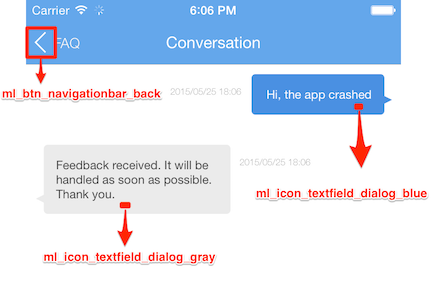 Carrier 6:06 PM
FAQ Conversation
ml_btn_navigationbar_back
2015/05/25 18:06
Hi, the app crashed
Feedback received. It will be
handled as soon as possible.
Thank you.
2015/05/25 18:06
ml_icon_textfield_dialog_blue
ml_icon_textfield_dialog_gray